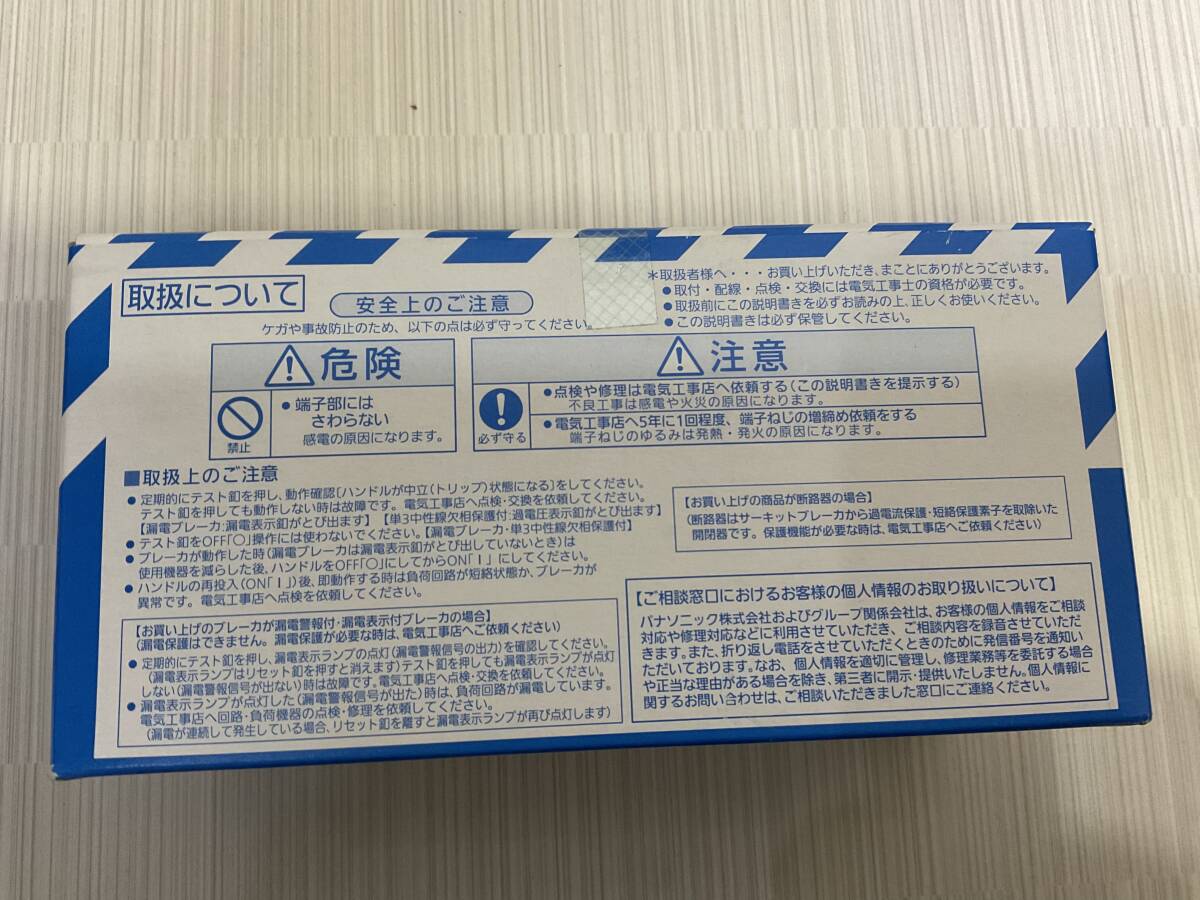 取扱について
安全上のご注意
ケガや事故防止のため、以下の点は必ず守ってください。
*取扱者様へ・・・お買い上げいただき、まことにありがとうございます。
●取付・配線・点検・交換には電気工事士の資格が必要です。
●取扱前にこの説明書きを必ずお読みの上、正しくお使いください。
●この説明書きは必ず保管してください。
危険
禁止
●端子部には
さわらない
感電の原因になります。
注意
必ず守る
●点検や修理は電気工事店へ依頼する(この説明書きを提示する)
不良工事は感電や火災の原因になります。
●電気工事店へ5年に1回程度、端子ねじの増締め依頼をする
端子ねじのゆるみは発熱・発火の原因になります。
■取扱上のご注意
●定期的にテスト釦を押し、動作確認〔ハンドルが中立(トリップ)状態になる〕をしてください。
テスト釦を押しても動作しない時は故障です。電気工事店へ点検・交換を依頼してください。
【漏電ブレーカ:漏電表示釦がとび出ます】【単3中性線欠相保護付:過電圧表示釦がとび出ます】
●テスト釦をOFF「○」操作には使わないでください。【漏電ブレーカ・単3中性線欠相保護付】
●ブレーカが動作した時(漏電ブレーカは漏電表示釦がとび出していないとき)は
使用機器を減らした後、ハンドルをOFF「○」にしてからON「Ⅰ」にしてください。
●ハンドルの再投入(ON「Ⅰ」)後、即動作する時は負荷回路が短絡状態か、ブレーカが
異常です。電気工事店へ点検を依頼してください。
【お買い上げのブレーカが漏電警報付・漏電表示付ブレーカの場合】
(漏電保護はできません。漏電保護が必要な時は、電気工事店へご依頼ください)
●定期的にテスト釦を押し、漏電表示ランプの点灯(漏電警報信号の出力)を確認してください。
(漏電表示ランプはリセット釦を押すと消えます)テスト釦を押しても漏電表示ランプが点灯
しない(漏電警報信号が出ない)時は故障です。電気工事店へ点検・交換を依頼してください。
●漏電表示ランプが点灯した(漏電警報信号が出た)時は、負荷回路が漏電しています。
電気工事店へ回路・負荷機器の点検・修理を依頼してください。
(漏電が連続して発生している場合、リセット釦を離すと漏電表示ランプが再び点灯します)
【お買い上げの商品が断路器の場合】
(断路器はサーキットブレーカから過電流保護・短絡保護素子を取除いた
開閉器です。保護機能が必要な時は、電気工事店へご依頼ください)
【ご相談窓口におけるお客様の個人情報のお取り扱いについて】
パナソニック株式会社およびグループ関係会社は、お客様の個人情報をご相談
対応や修理対応などに利用させていただき、ご相談内容を録音させていただき
ます。また、折り返し電話をさせていただくときのために発信番号を通知い
ただいております。なお、個人情報を適切に管理し、修理業務等を委託する場合
や正当な理由がある場合を除き、第三者に開示・提供いたしません。個人情報に
関するお問い合わせは、ご相談いただきました窓口にご連絡ください。